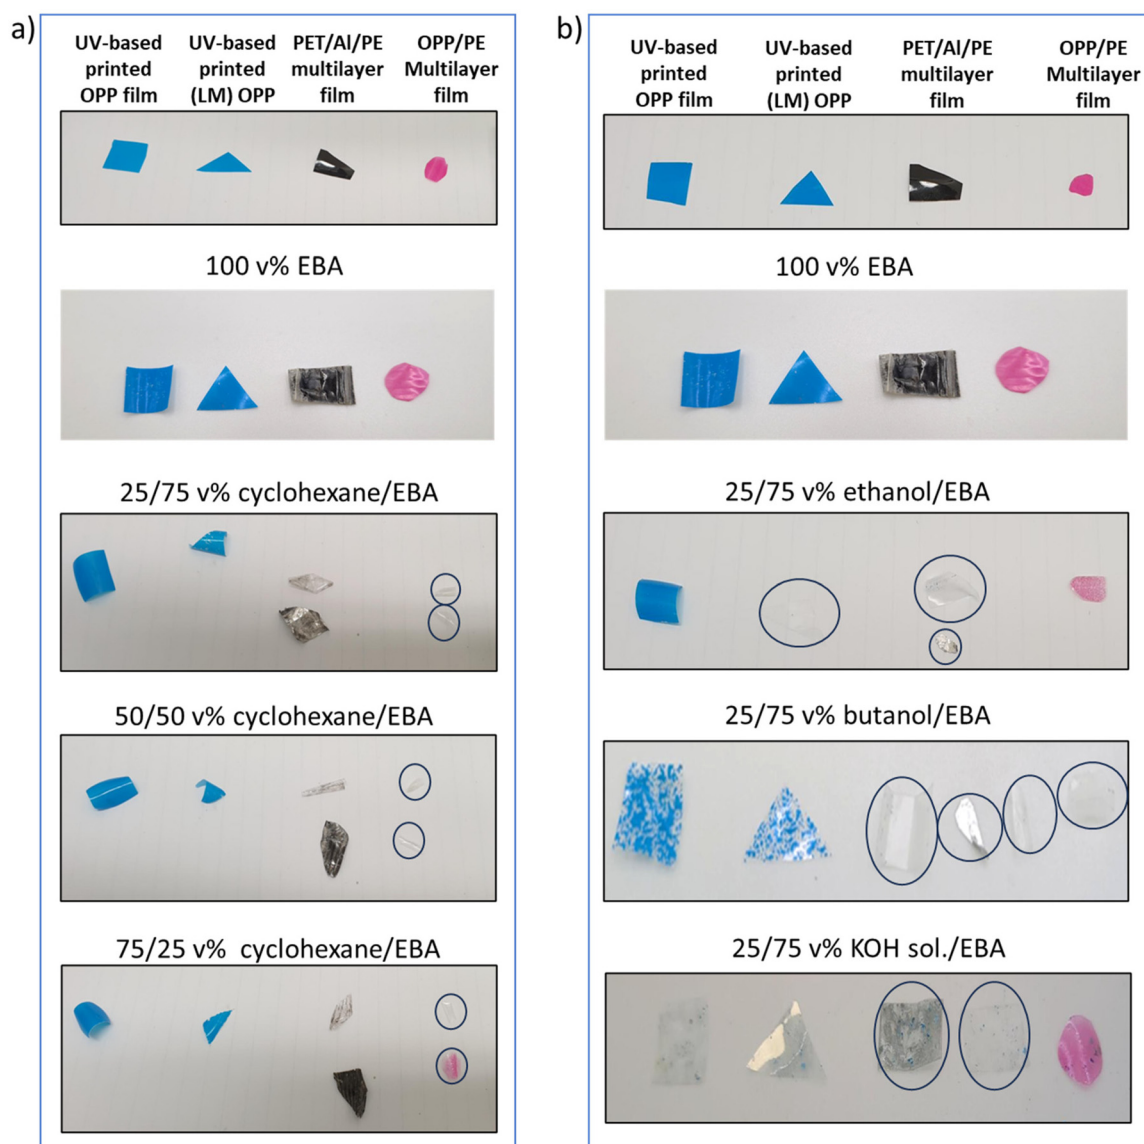 a)
UV-based
printed
OPP film
UV-based
printed
(LM) OPP
PET/Al/PE
multilayer
film
OPP/PE
Multilayer
film
100 v% EBA
25/75 v% cyclohexane/EBA
50/50 v% cyclohexane/EBA
75/25 v% cyclohexane/EBA
b)
UV-based
printed
OPP film
UV-based
printed
(LM) OPP
PET/Al/PE
multilayer
film
OPP/PE
Multilayer
film
100 v% EBA
25/75 v% ethanol/EBA
25/75 v% butanol/EBA
25/75 v% KOH sol./EBA